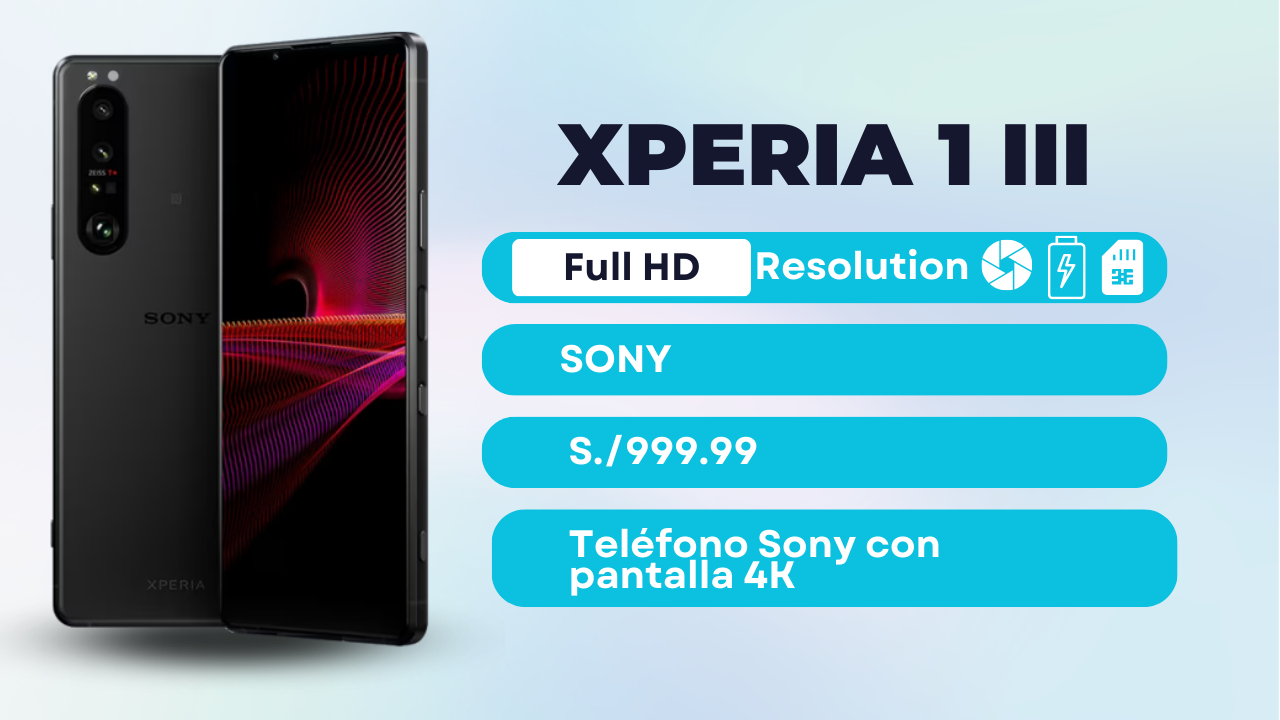 XPERIA 1 III
Full HD Resolution
SONY
S./999.99
Teléfono Sony con
pantalla 4K
ZEISS T*
SONY
XPERIA